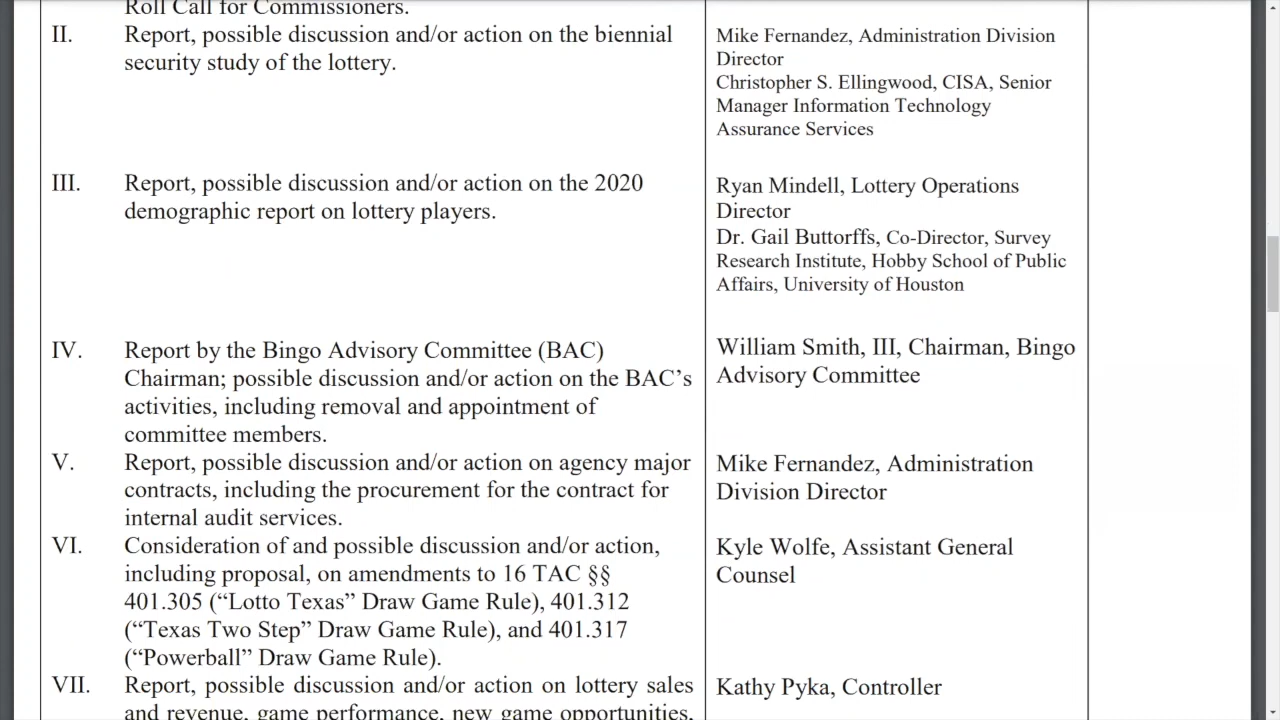 Roll Call for Commissioners.
II. Report, possible discussion and/or action on the biennial
security study of the lottery.
Mike Fernandez, Administration Division
Director
Christopher S. Ellingwood, CISA, Senior
Manager Information Technology
Assurance Services
III. Report, possible discussion and/or action on the 2020
demographic report on lottery players.
Ryan Mindell, Lottery Operations
Director
Dr. Gail Buttorffs, Co-Director, Survey
Research Institute, Hobby School of Public
Affairs, University of Houston
IV. Report by the Bingo Advisory Committee (BAC)
Chairman; possible discussion and/or action on the BAC’s
activities, including removal and appointment of
committee members.
William Smith, III, Chairman, Bingo
Advisory Committee
V. Report, possible discussion and/or action on agency major
contracts, including the procurement for the contract for
internal audit services.
Mike Fernandez, Administration
Division Director
VI. Consideration of and possible discussion and/or action,
including proposal, on amendments to 16 TAC §§
401.305 (“Lotto Texas” Draw Game Rule), 401.312
(“Texas Two Step” Draw Game Rule), and 401.317
(“Powerball” Draw Game Rule).
Kyle Wolfe, Assistant General
Counsel
VII. Report, possible discussion and/or action on lottery sales
and revenue, game performance, new game opportunities,
Kathy Pyka, Controller